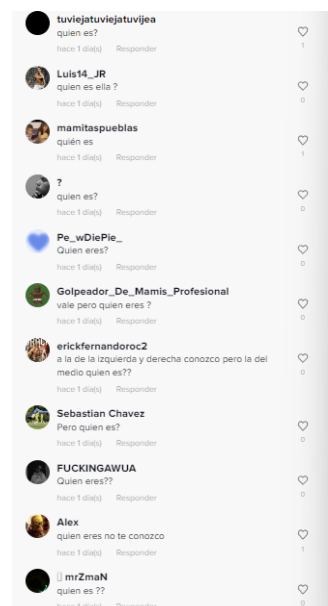 tuviejatuviejatuvijea
quien es?
hace 1 día(s) Responder
1
Luis14_JR
quien es ella ?
hace 1 día(s) Responder
0
mamitaspueblas
quién es
hace 1 día(s) Responder
1
?
quien es?
hace 1 día(s) Responder
0
Pe_wDiePie_
Quien eres?
hace 1 día(s) Responder
0
Golpeador_De_Mamis_Profesional
vale pero quien eres ?
hace 1 día(s) Responder
0
erickfernandoroc2
a la de la izquierda y derecha conozco pero la del
medio quien es??
hace 1 día(s) Responder
0
Sebastian Chavez
Pero quien es?
hace 1 día(s) Responder
0
FUCKINGAWUA
Quien eres??
hace 1 día(s) Responder
0
Alex
quien eres no te conozco
hace 1 día(s) Responder
1
mrZmaN
quien es ??
hace 1 día(s) Responder
0